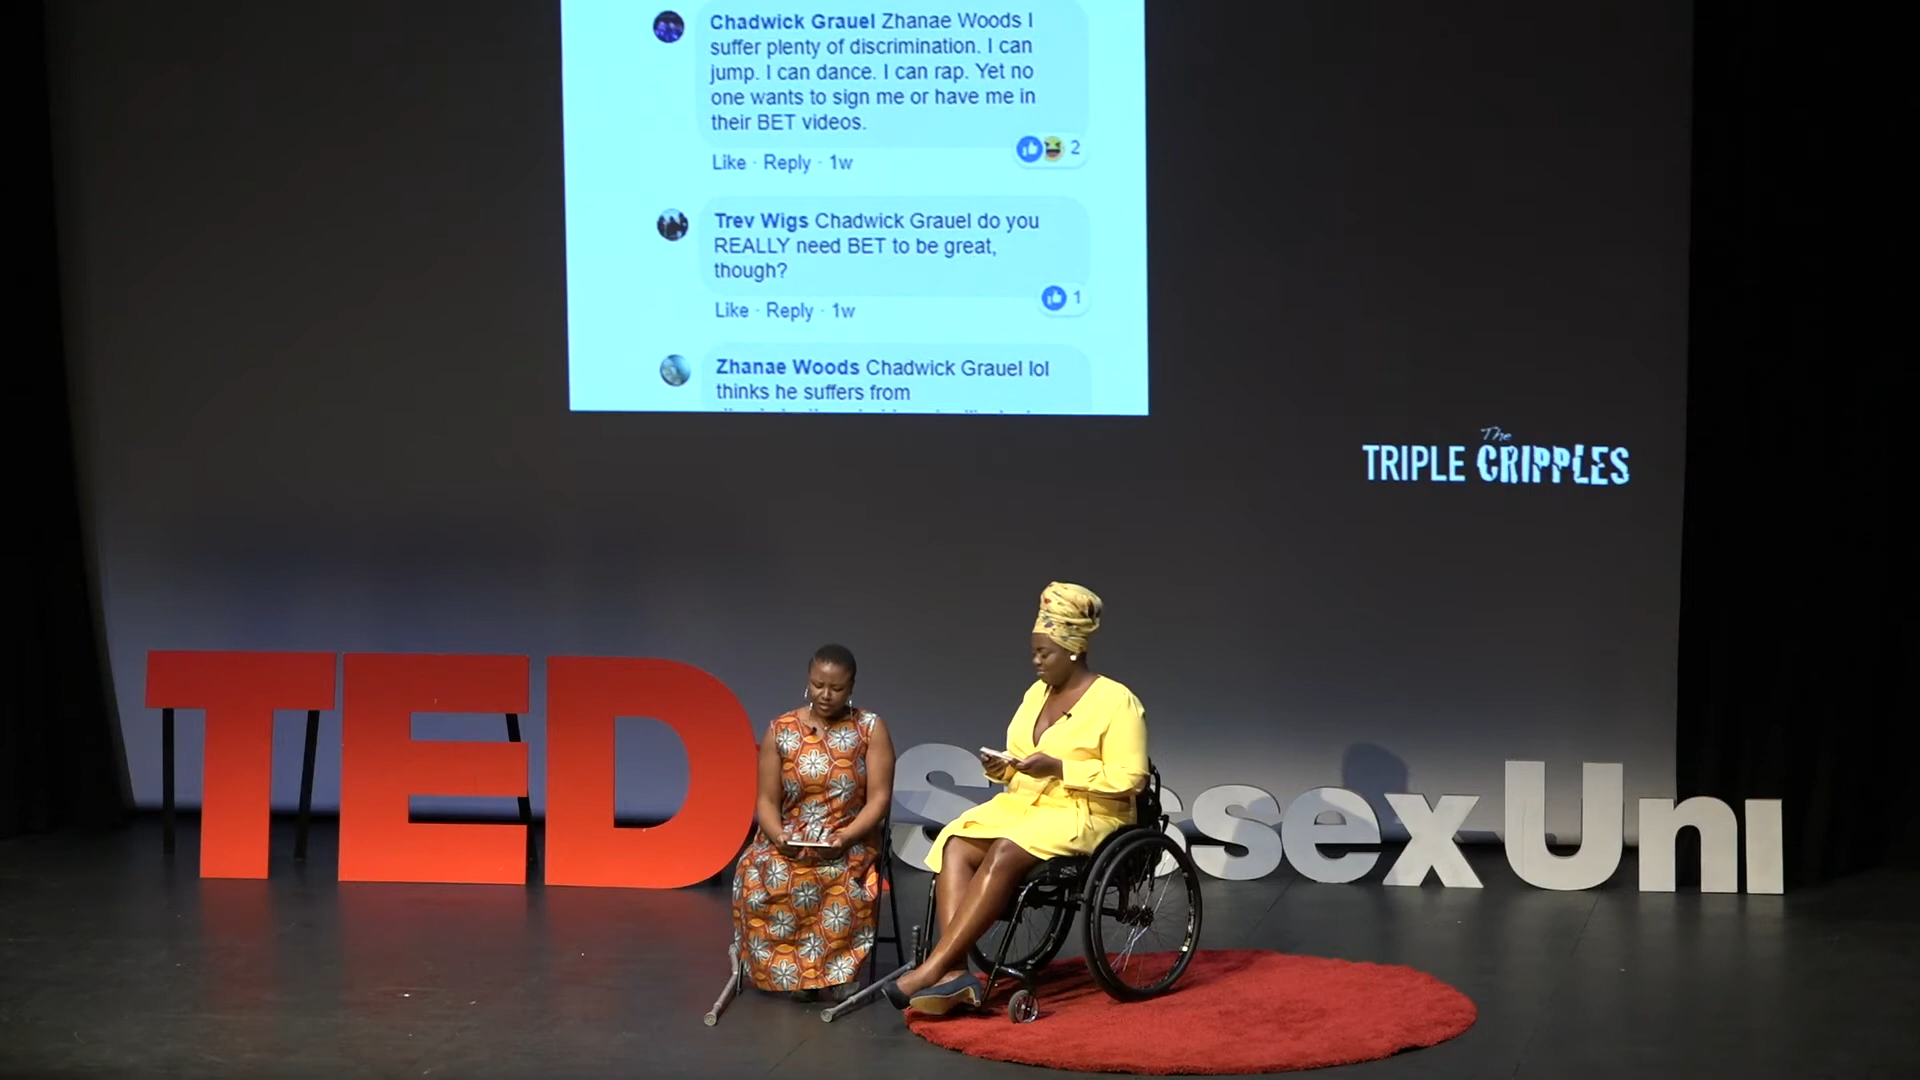 Chadwick Grauel Zhanae Woods I
suffer plenty of discrimination. I can
jump. I can dance. I can rap. Yet no
one wants to sign me or have me in
their BET videos.
2
Like · Reply · 1w
Trev Wigs Chadwick Grauel do you
REALLY need BET to be great,
though?
1
Like · Reply · 1w
Zhanae Woods Chadwick Grauel lol
thinks he suffers from
The
TRIPLE CRIPPLES
TED SussexUni